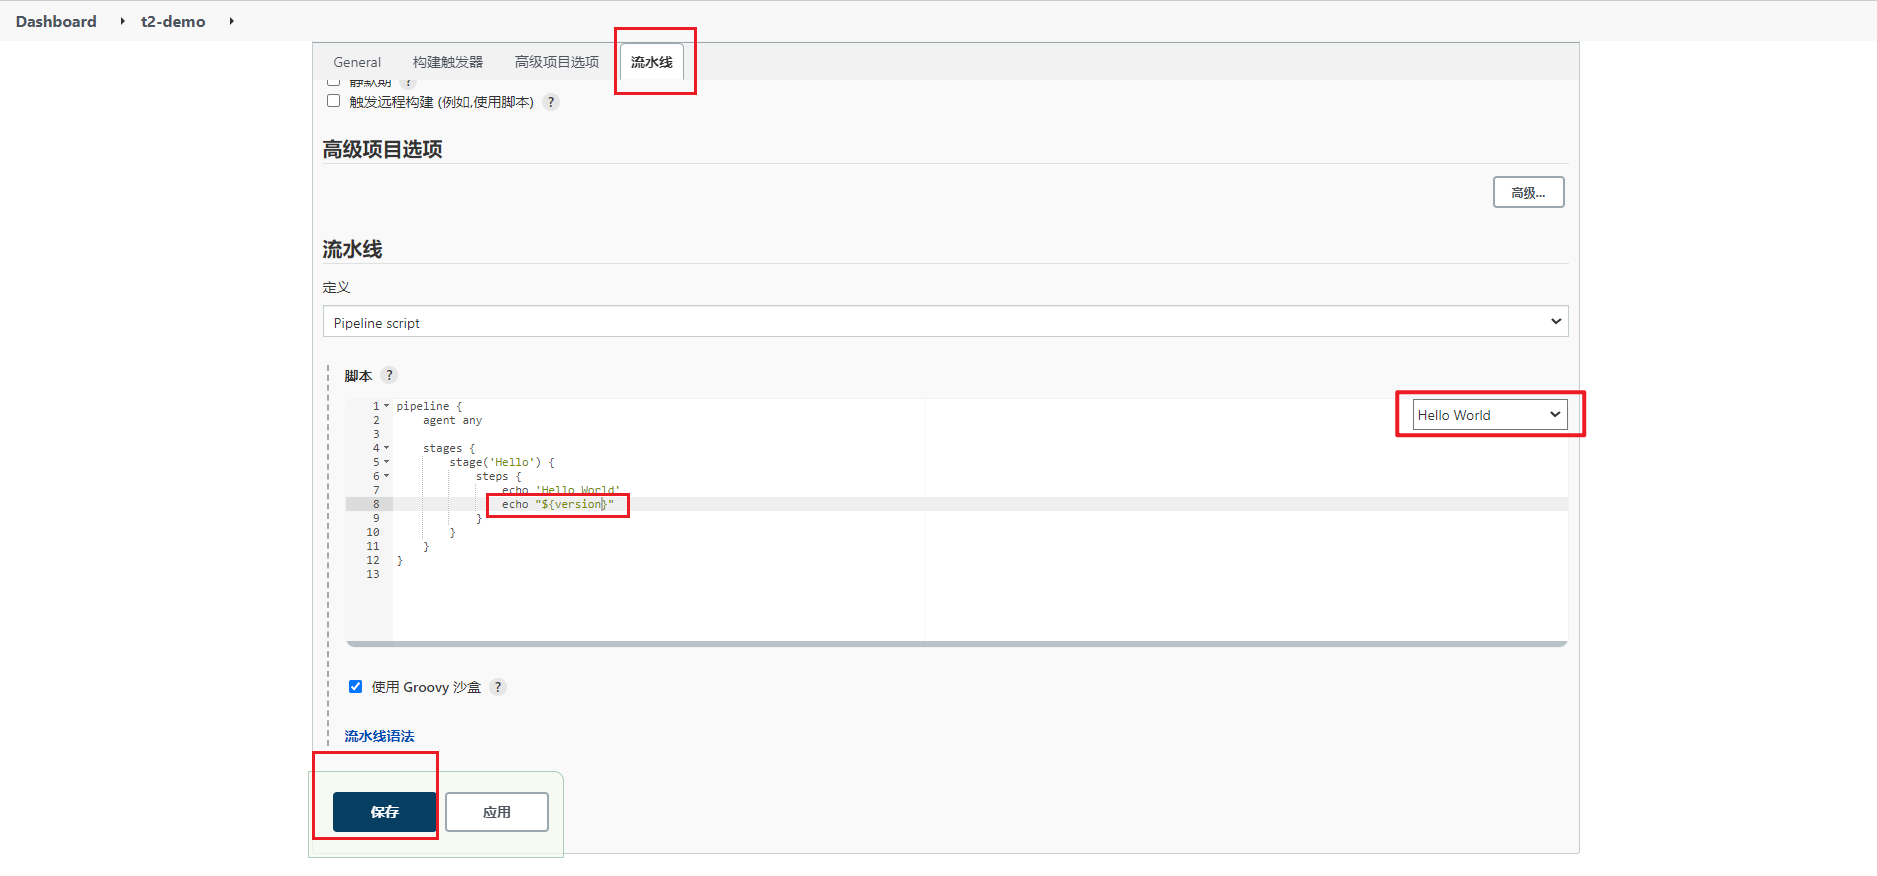 Dashboard t2-demo
General 构建触发器 高级项目选项 流水线
静默期 ?
触发远程构建 (例如,使用脚本) ?
高级项目选项
高级...
流水线
定义
Pipeline script
脚本 ?
Hello World
1 pipeline {
2 agent any
3
4 stages {
5 stage('Hello') {
6 steps {
7 echo 'Hello World'
8 echo "${version}"
9 }
10 }
11 }
12 }
13
使用 Groovy 沙盒 ?
流水线语法
保存 应用